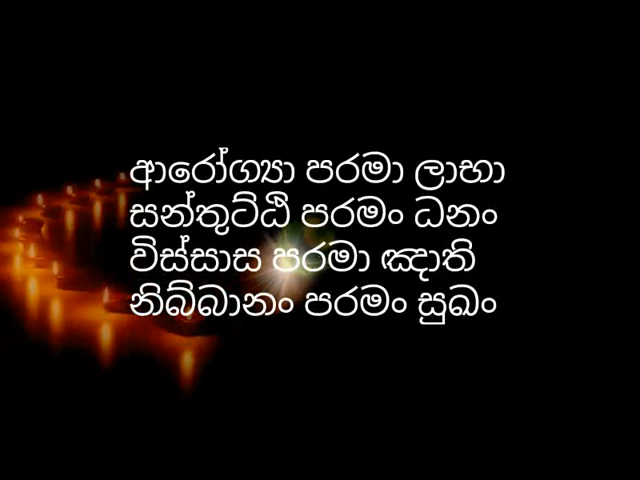 ආරෝග්‍යා පරමා ලාභා
සන්තුට්ඨි පරමං ධනං
විස්සාස පරමා ඤාති
නිබ්බානං පරමං සුඛං